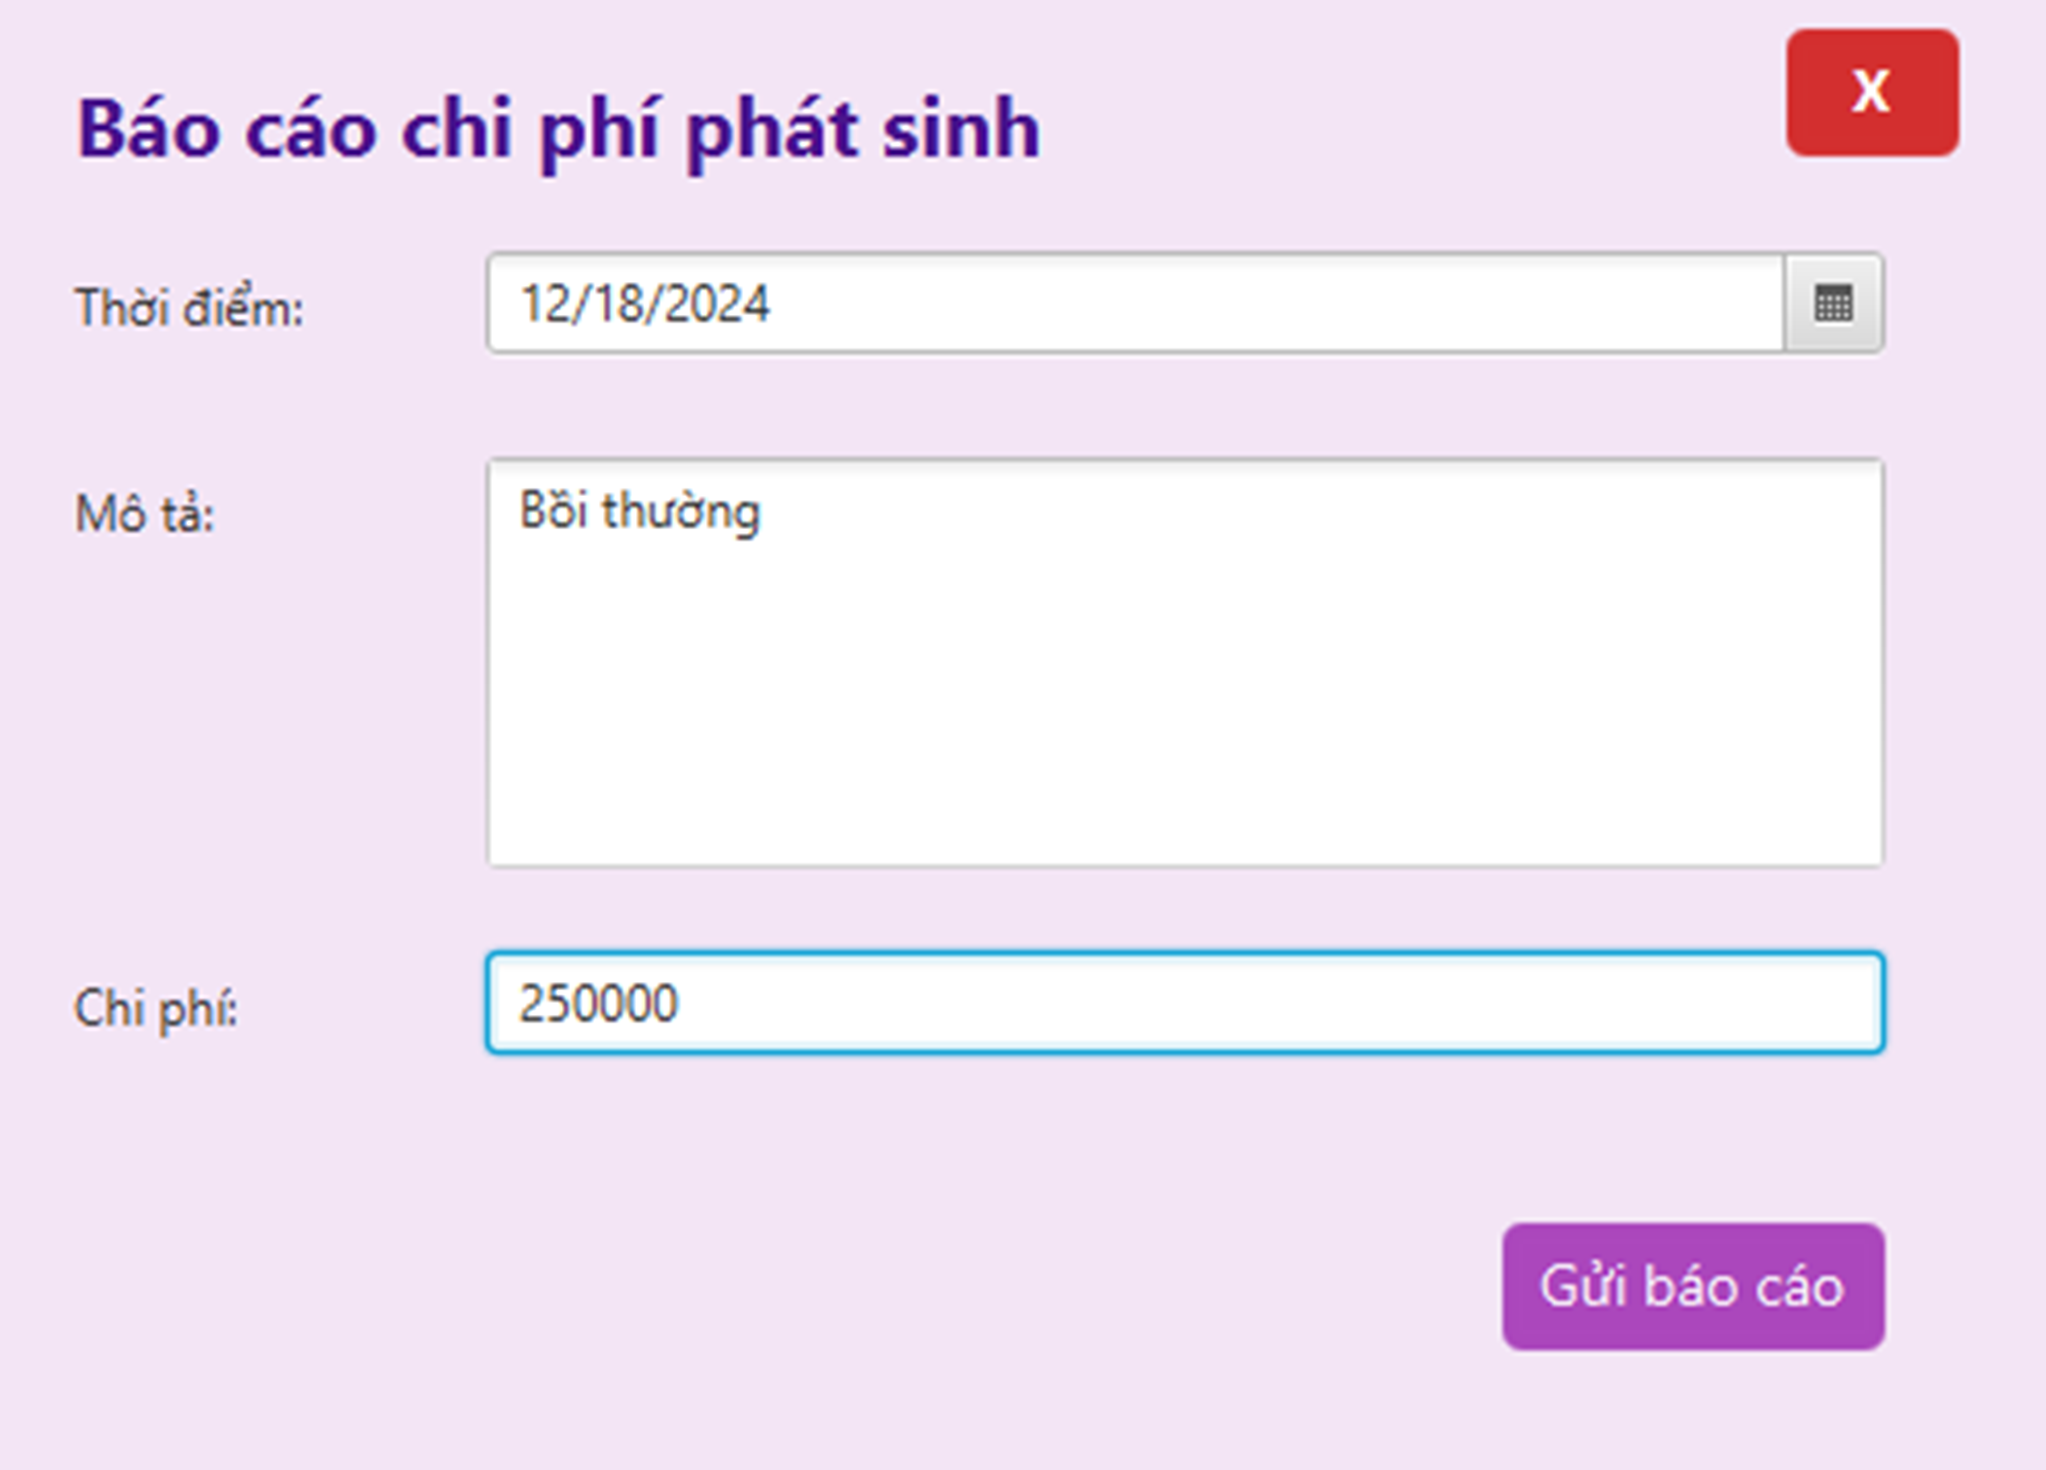 Báo cáo chi phí phát sinh
X
Thời điểm: 12/18/2024
Mô tả: Bồi thường
Chi phí: 250000
Gửi báo cáo